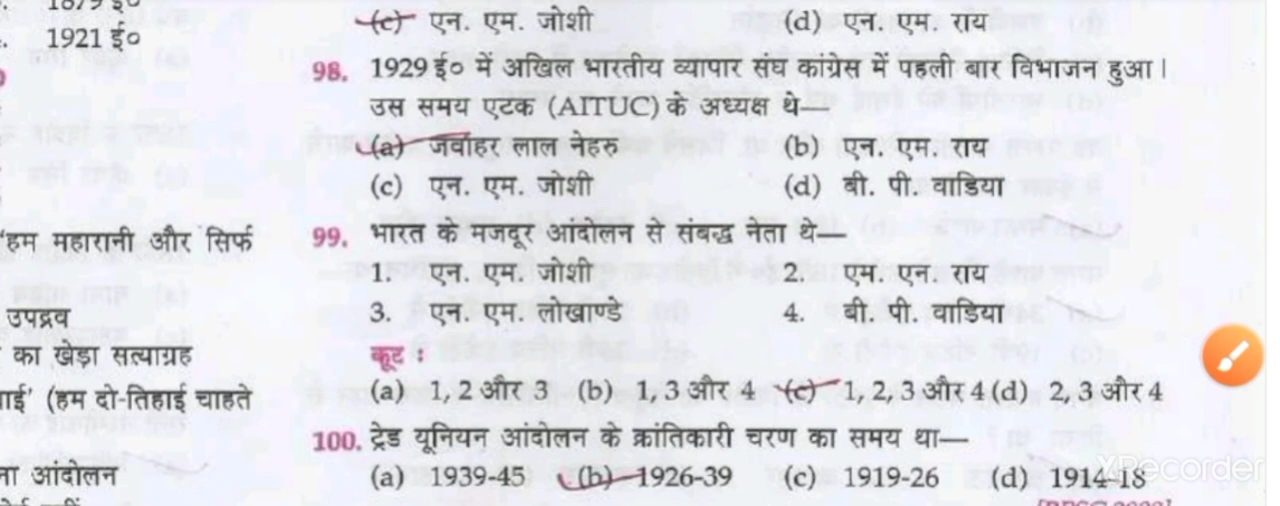 1879 ई०
1921 ई०
'हम महारानी और सिर्फ
उपद्रव
का खेड़ा सत्याग्रह
(हम दो-तिहाई चाहते
आंदोलन
(c) एन. एम. जोशी (d) एन. एम. राय
98. 1929 ई० में अखिल भारतीय व्यापार संघ कांग्रेस में पहली बार विभाजन हुआ।
उस समय एटक (AITUC) के अध्यक्ष थे—
(a) जवाहर लाल नेहरु (b) एन. एम. राय
(c) एन. एम. जोशी (d) बी. पी. वाडिया
99. भारत के मजदूर आंदोलन से संबद्ध नेता थे—
1. एन. एम. जोशी 2. एम. एन. राय
3. एन. एम. लोखाण्डे 4. बी. पी. वाडिया
कूट :
(a) 1, 2 और 3 (b) 1, 3 और 4 (c) 1, 2, 3 और 4 (d) 2, 3 और 4
100. ट्रेड यूनियन आंदोलन के क्रांतिकारी चरण का समय था—
(a) 1939-45 (b) 1926-39 (c) 1919-26 (d) 1914-18
XRecorder